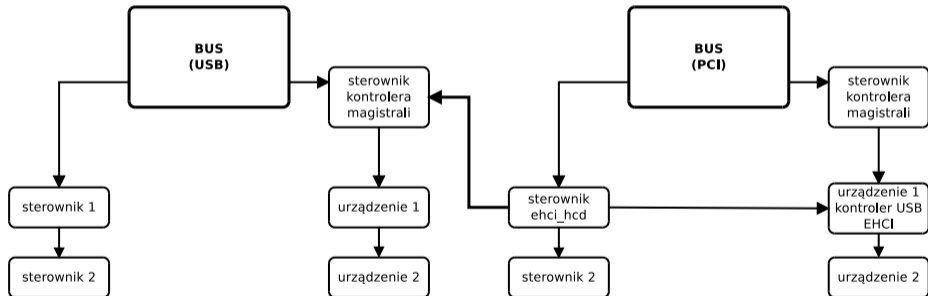 BUS
(USB)
BUS
(PCI)
sterownik
kontrolera
magistrali
sterownik
kontrolera
magistrali
sterownik 1
urządzenie 1
sterownik
ehci_hcd
urządzenie 1
kontroler USB
EHCI
sterownik 2
urządzenie 2
sterownik 2
urządzenie 2